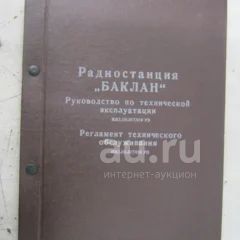 Радиостанция
„БАКЛАН“
Руководство по технической
эксплуатации
Регламент технического
обслуживания
au.ru
интернет-аукцион